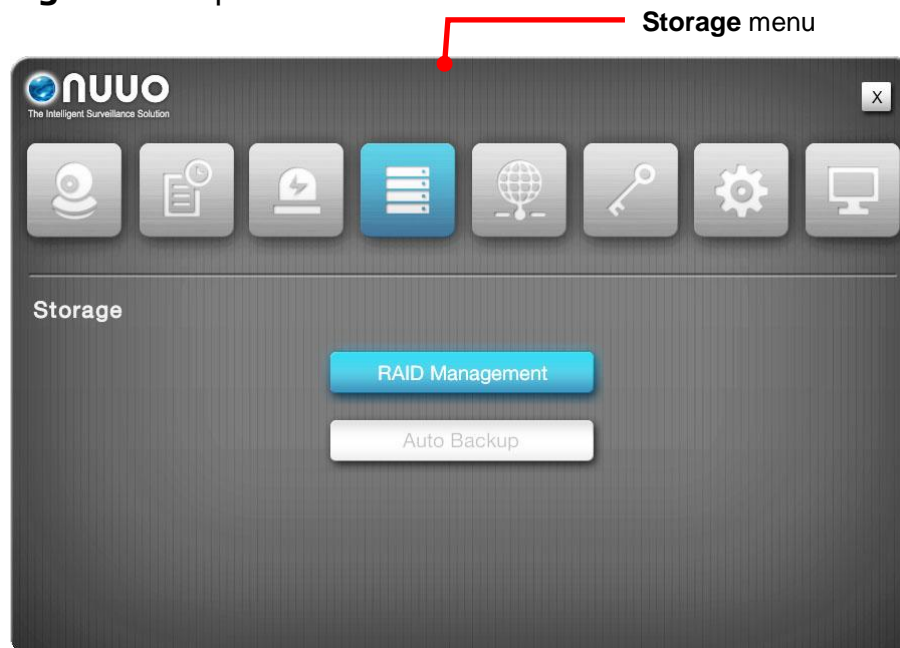 Storage menu
nuuo
The Intelligent Surveillance Solution
X
Storage
RAID Management
Auto Backup